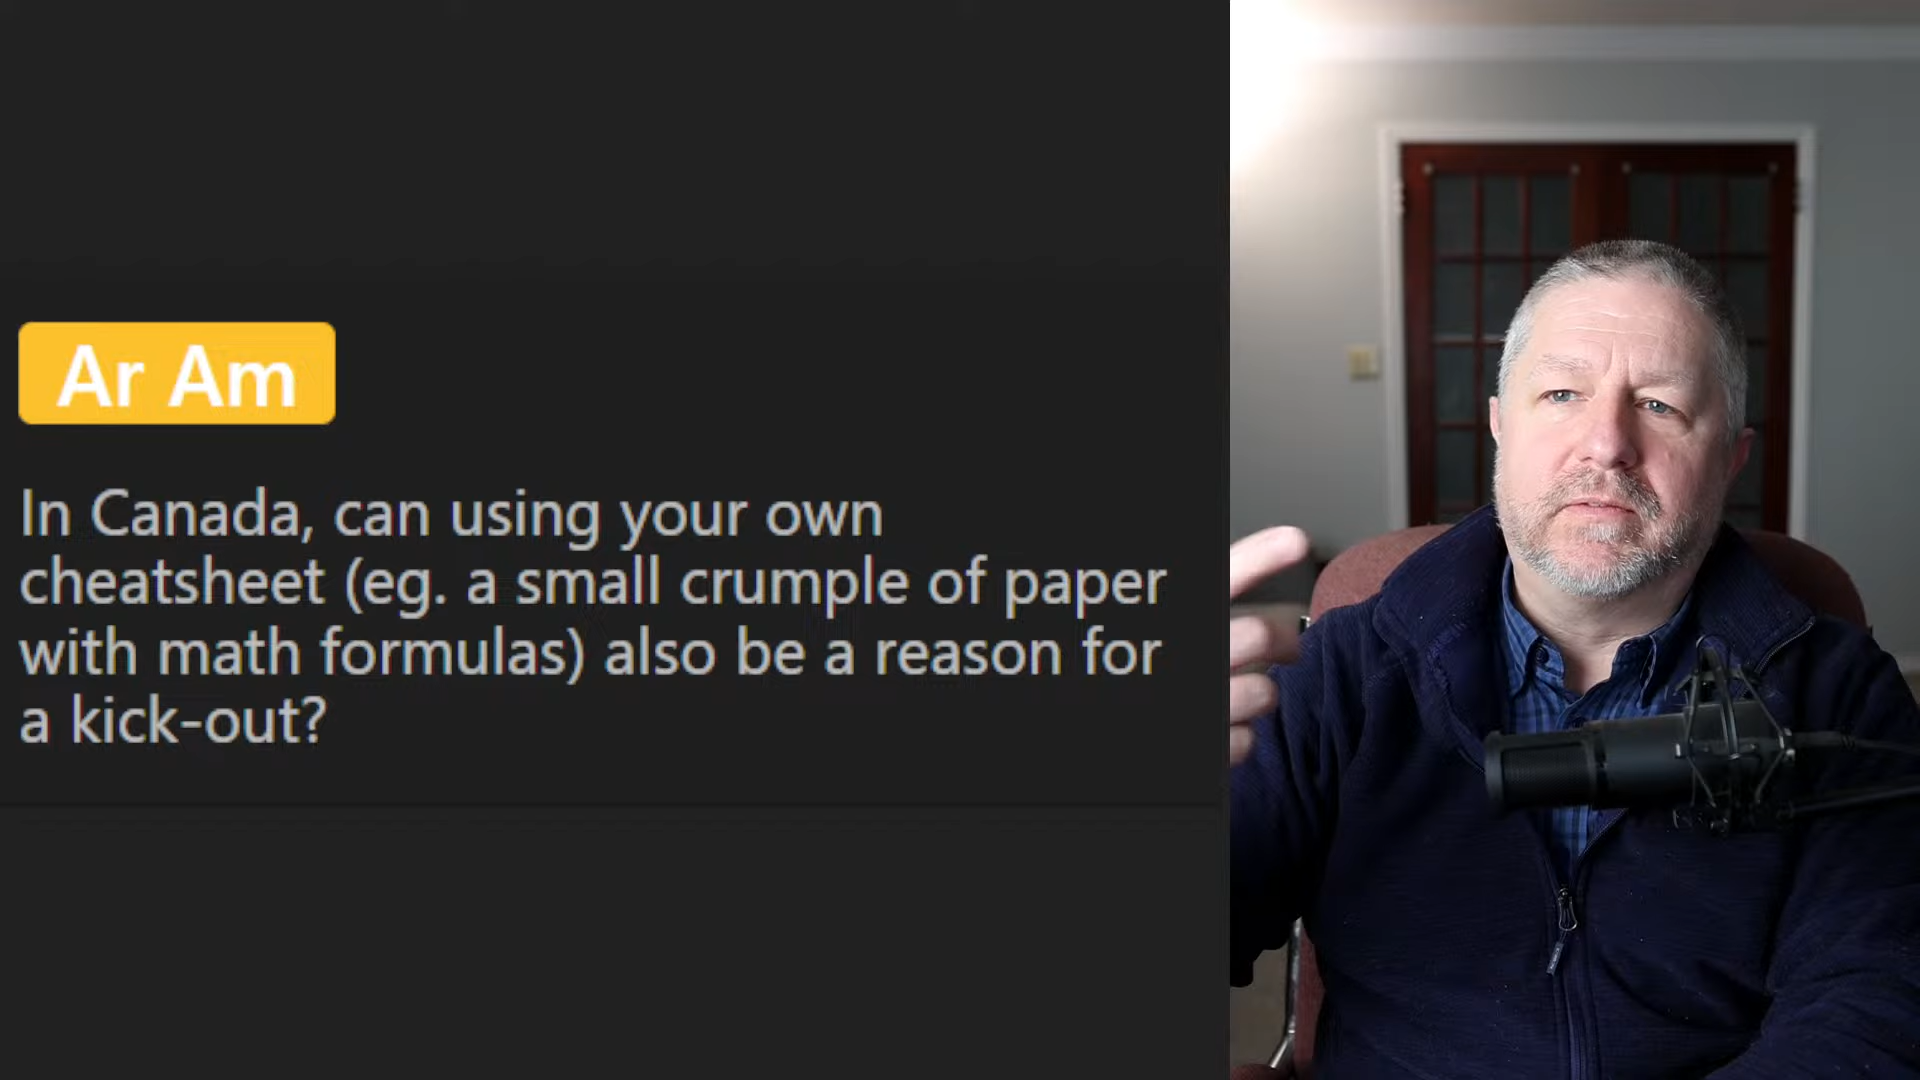 Ar Am
In Canada, can using your own
cheatsheet (eg. a small crumple of paper
with math formulas) also be a reason for
a kick-out?